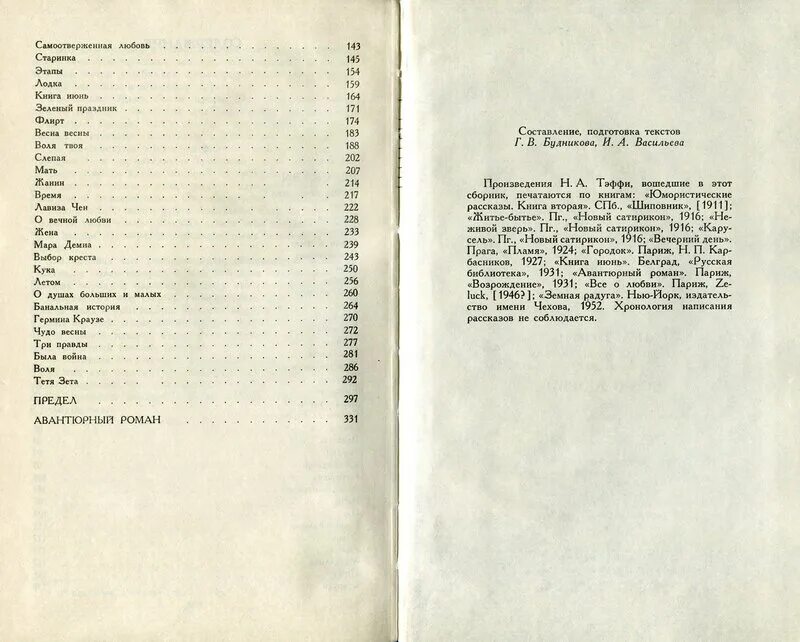 Самоотверженная любовь . . . . . . . . . . . . . 143
Старинка . . . . . . . . . . . . . . . . . . 145
Этапы . . . . . . . . . . . . . . . . . . . 154
Лодка . . . . . . . . . . . . . . . . . . . 159
Книга июнь . . . . . . . . . . . . . . . . . 164
Зеленый праздник . . . . . . . . . . . . . . . 171
Флирт . . . . . . . . . . . . . . . . . . . 174
Весна весны . . . . . . . . . . . . . . . . . 183
Воля твоя . . . . . . . . . . . . . . . . . . 188
Слепая . . . . . . . . . . . . . . . . . . . 202
Мать . . . . . . . . . . . . . . . . . . . 207
Жанин . . . . . . . . . . . . . . . . . . . 214
Время . . . . . . . . . . . . . . . . . . . 217
Лавиза Чен . . . . . . . . . . . . . . . . . 222
О вечной любви . . . . . . . . . . . . . . . . 228
Жена . . . . . . . . . . . . . . . . . . . 233
Мара Демиа . . . . . . . . . . . . . . . . . 239
Выбор креста . . . . . . . . . . . . . . . . . 243
Кука . . . . . . . . . . . . . . . . . . . 250
Летом . . . . . . . . . . . . . . . . . . . 256
О душах больших и малых . . . . . . . . . . . . 260
Банальная история . . . . . . . . . . . . . . . 264
Гермина Краузе . . . . . . . . . . . . . . . . 270
Чудо весны . . . . . . . . . . . . . . . . . 272
Три правды . . . . . . . . . . . . . . . . . 277
Была война . . . . . . . . . . . . . . . . . 281
Воля . . . . . . . . . . . . . . . . . . . 286
Тетя Зета . . . . . . . . . . . . . . . . . . 292
ПРЕДЕЛ . . . . . . . . . . . . . . . . . . 297
АВАНТЮРНЫЙ РОМАН . . . . . . . . . . . 331
Составление, подготовка текстов
Г. В. Будникова, И. А. Васильева
Произведения Н. А. Тэффи, вошедшие в этот
сборник, печатаются по книгам: «Юмористические
рассказы. Книга вторая». СПб., «Шиповник», [1911];
«Житье-бытье». Пг., «Новый сатирикон», 1916; «Не-
живой зверь». Пг., «Новый сатирикон», 1916; «Кару-
сель». Пг., «Новый сатирикон», 1916; «Вечерний день».
Прага, «Пламя», 1924; «Городок». Париж, Н. П. Кар-
басников, 1927; «Книга июнь». Белград, «Русская
библиотека», 1931; «Авантюрный роман». Париж,
«Возрождение», 1931; «Все о любви». Париж, Ze-
luck, [1946?]; «Земная радуга». Нью-Йорк, издатель-
ство имени Чехова, 1952. Хронология написания
рассказов не соблюдается.